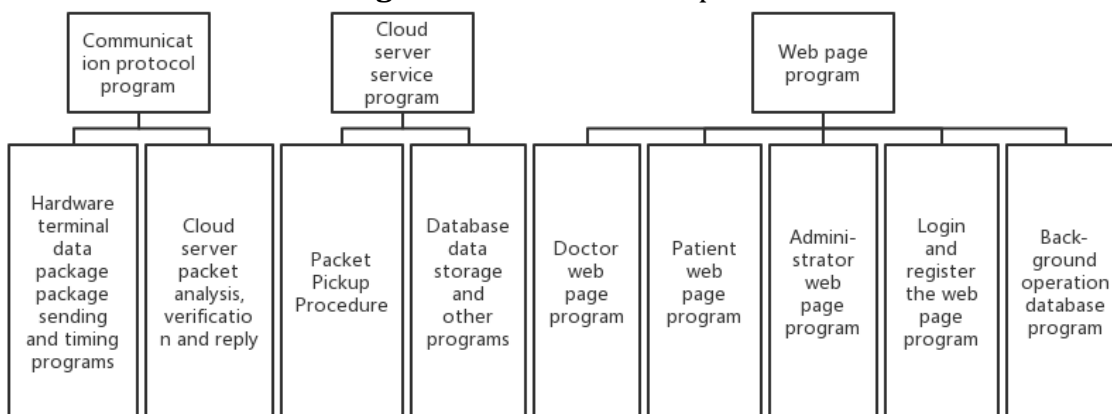 Communicat
ion protocol
program
Cloud
server
service
program
Web page
program
Hardware
terminal
data
package
package
sending
and timing
programs
Cloud
server
packet
analysis,
verificatio
n and reply
Packet
Pickup
Procedure
Database
data
storage
and
other
programs
Doctor
web
page
program
Patient
web
page
program
Admini-
strator
web
page
program
Login
and
register
the web
page
program
Back-
ground
operation
database
program